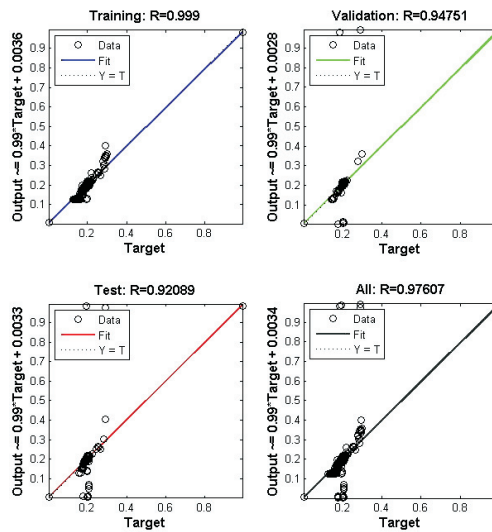 Training: R=0.999
Output ~= 0.99*Target + 0.0036
0.9
0.8
0.7
0.6
0.5
0.4
0.3
0.2
0.1
Data
Fit
Y = T
0.2 0.4 0.6 0.8
Target
Validation: R=0.94751
Output ~= 0.99*Target + 0.0028
0.9
0.8
0.7
0.6
0.5
0.4
0.3
0.2
0.1
Data
Fit
Y = T
0.2 0.4 0.6 0.8
Target
Test: R=0.92089
Output ~= 0.99*Target + 0.0033
0.9
0.8
0.7
0.6
0.5
0.4
0.3
0.2
0.1
Data
Fit
Y = T
0.2 0.4 0.6 0.8
Target
All: R=0.97607
Output ~= 0.99*Target + 0.0034
0.9
0.8
0.7
0.6
0.5
0.4
0.3
0.2
0.1
Data
Fit
Y = T
0.2 0.4 0.6 0.8
Target